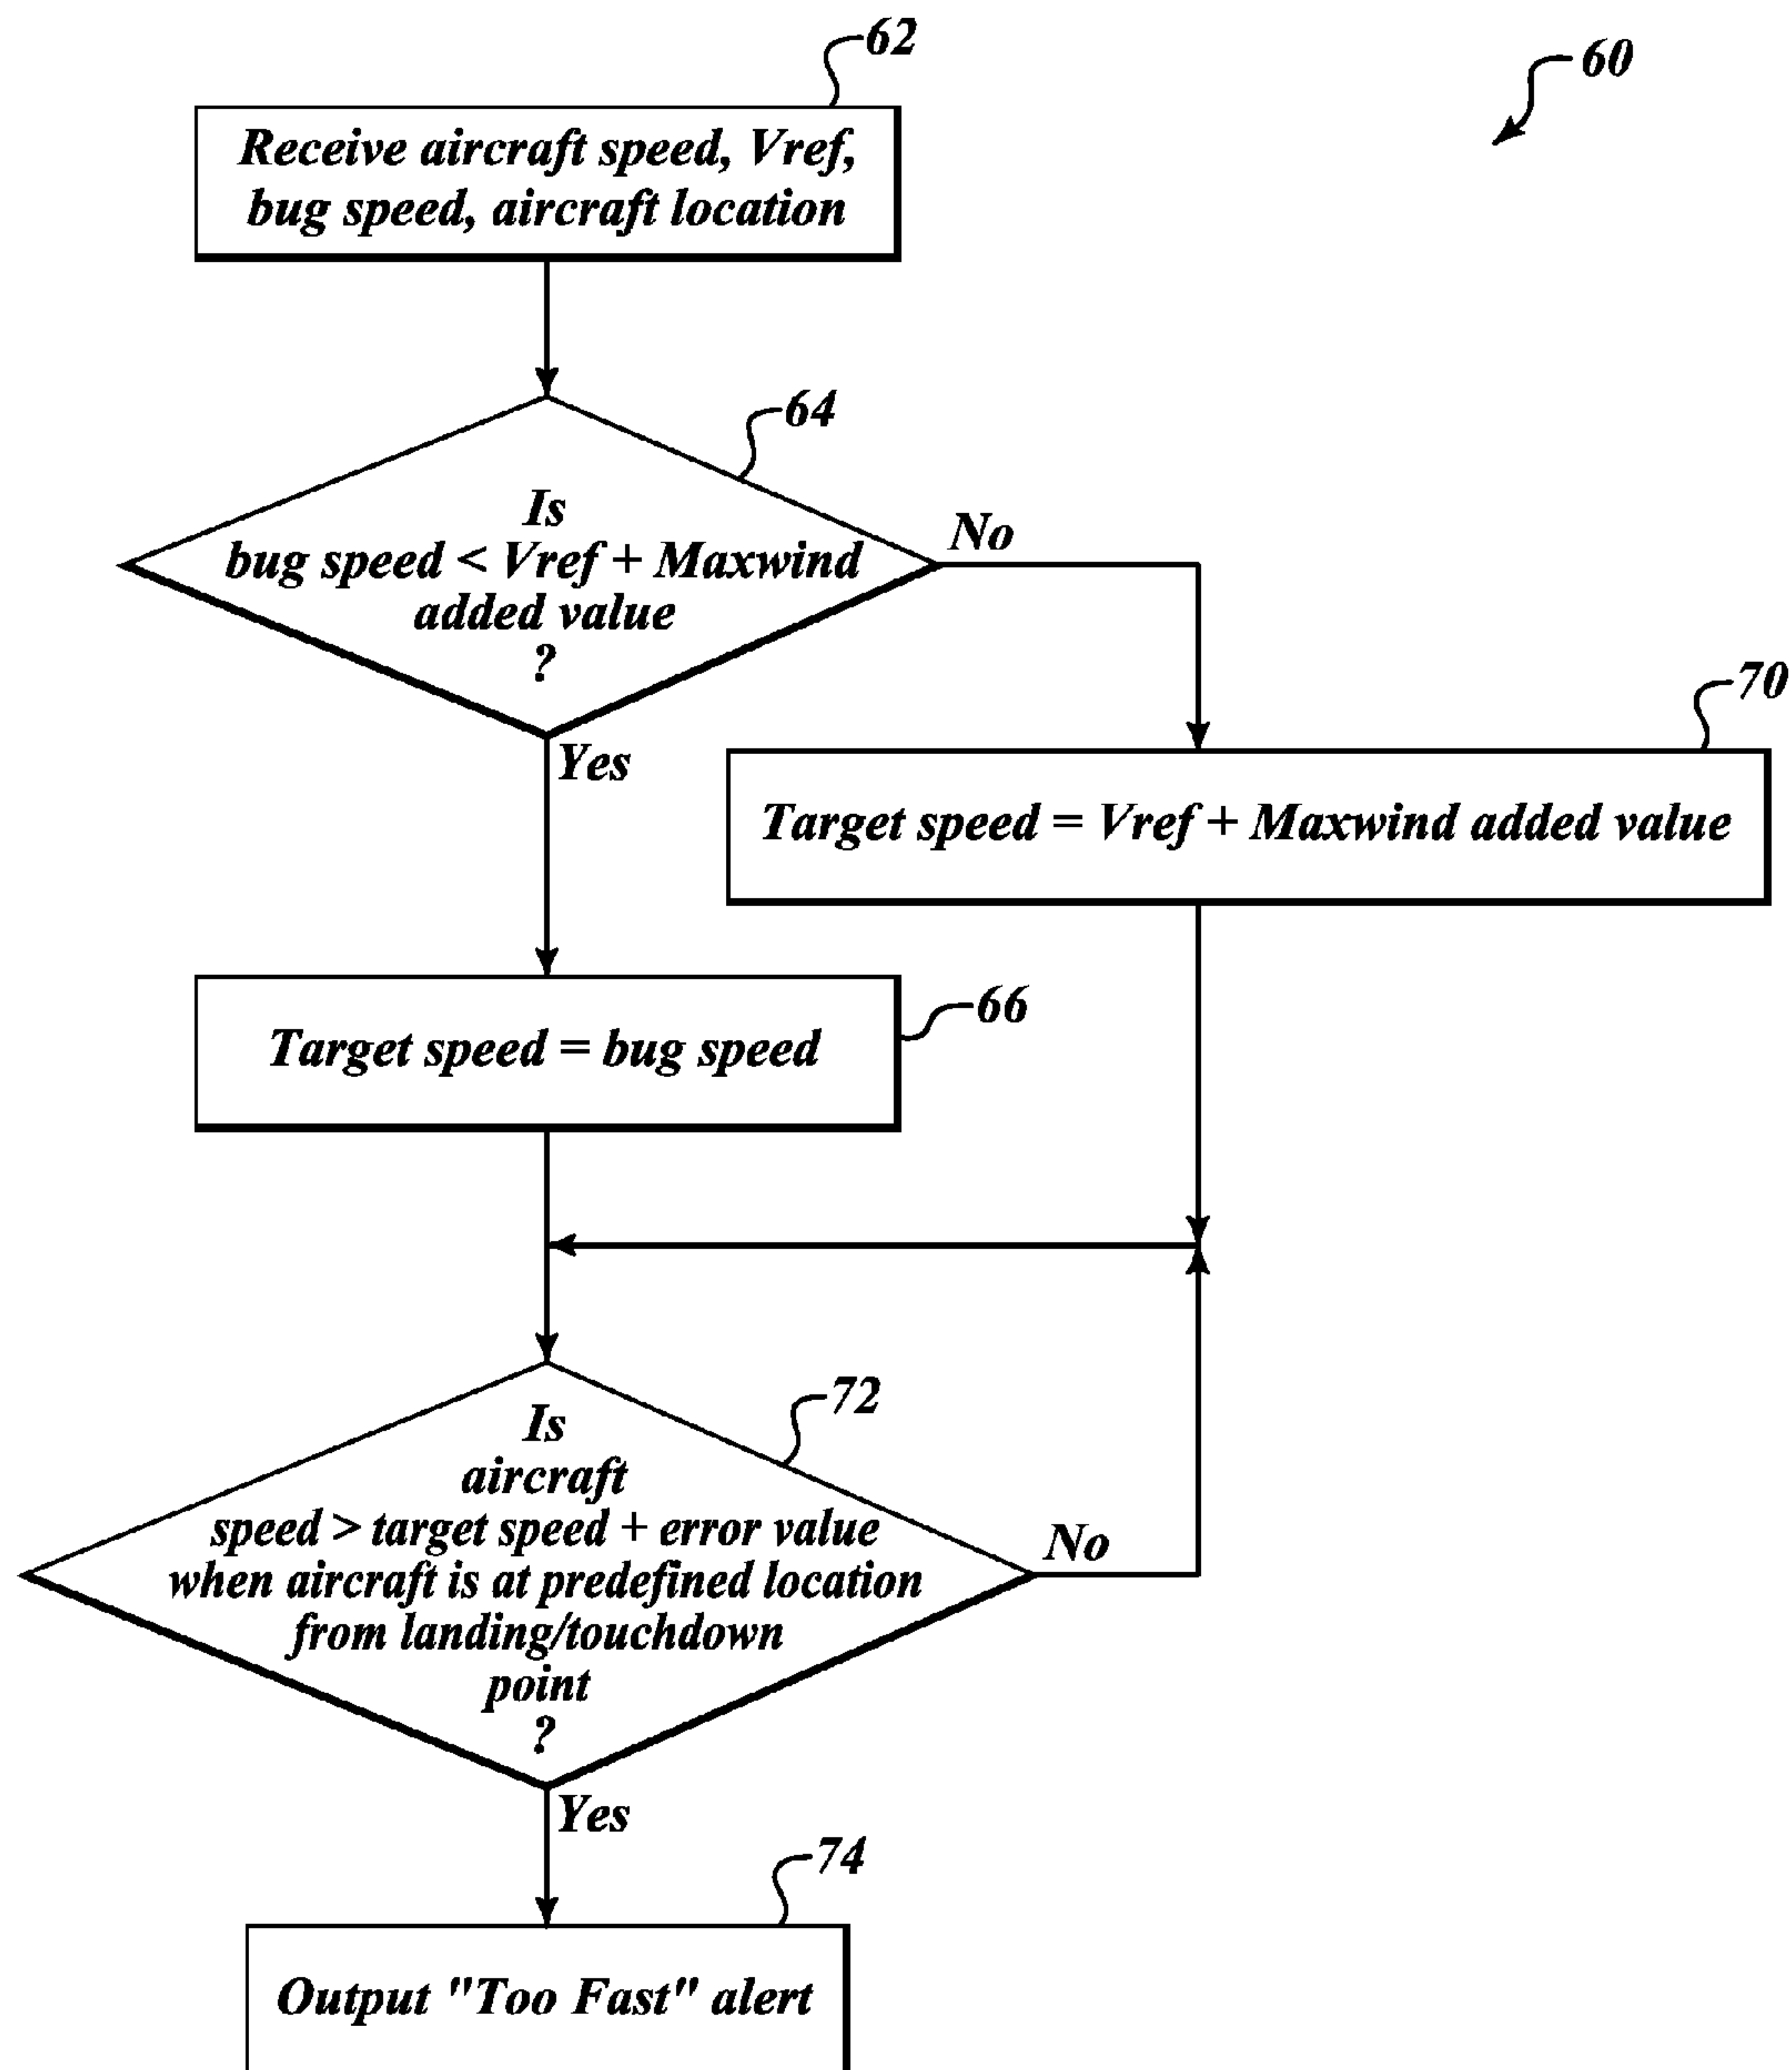 62
60
Receive aircraft speed, Vref,
bug speed, aircraft location
64
Is
bug speed < Vref + Maxwind
added value
?
No
Yes
70
Target speed = Vref + Maxwind added value
66
Target speed = bug speed
72
Is
aircraft
speed > target speed + error value
when aircraft is at predefined location
from landing/touchdown
point
?
No
Yes
74
Output "Too Fast" alert